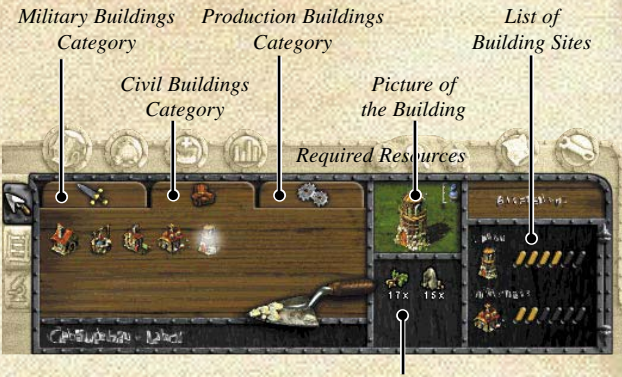 Military Buildings
Category
Production Buildings
Category
List of
Building Sites
Civil Buildings
Category
Picture of
the Building
Required Resources
17x 15x